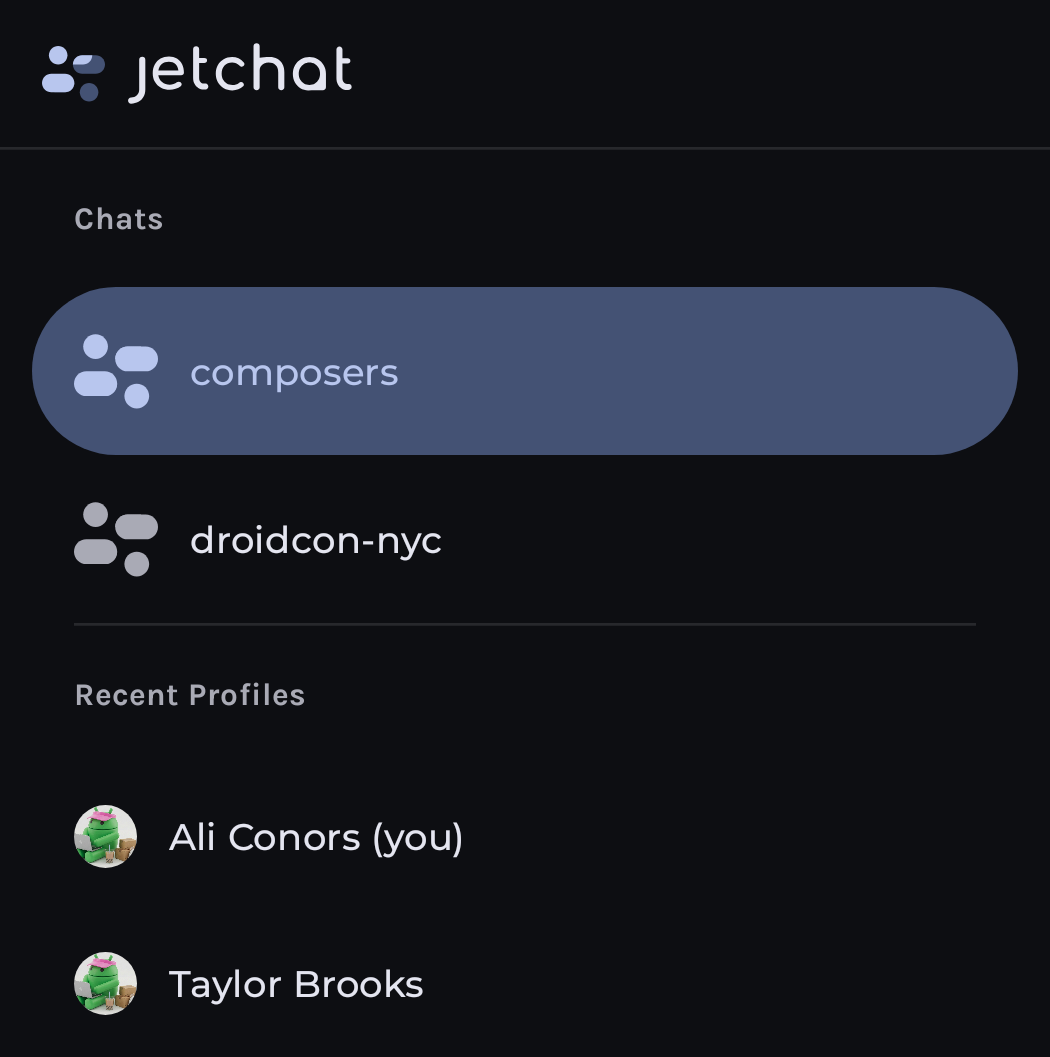 jetchat
Chats
composers
droidcon-nyc
Recent Profiles
Ali Conors (you)
Taylor Brooks